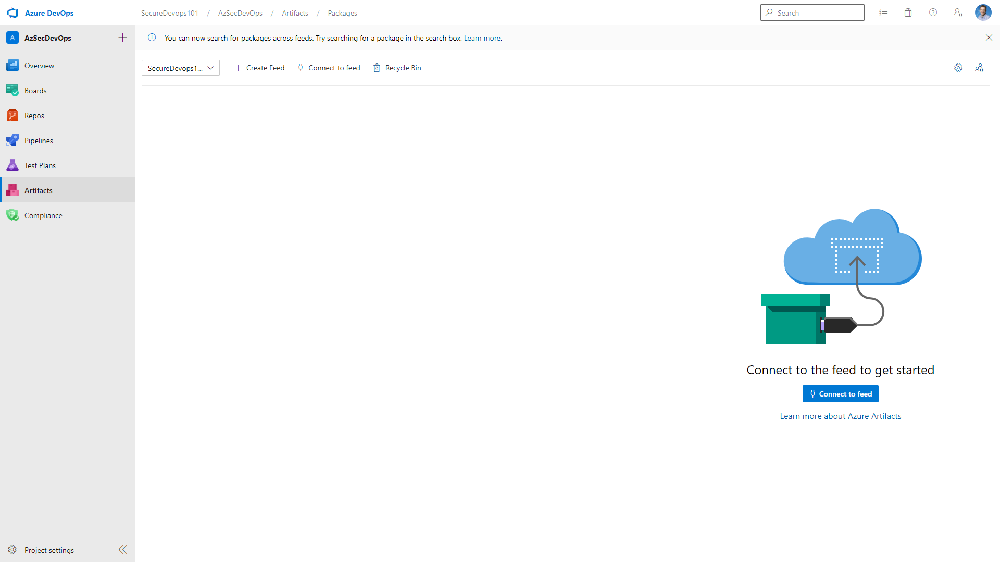 Azure DevOps
SecureDevops101 / AzSecDevOps / Artifacts / Packages
Search
A AzSecDevOps
You can now search for packages across feeds. Try searching for a package in the search box. Learn more.
SecureDevops1... Create Feed Connect to feed Recycle Bin
Overview
Boards
Repos
Pipelines
Test Plans
Artifacts
Compliance
Connect to the feed to get started
Connect to feed
Learn more about Azure Artifacts
Project settings